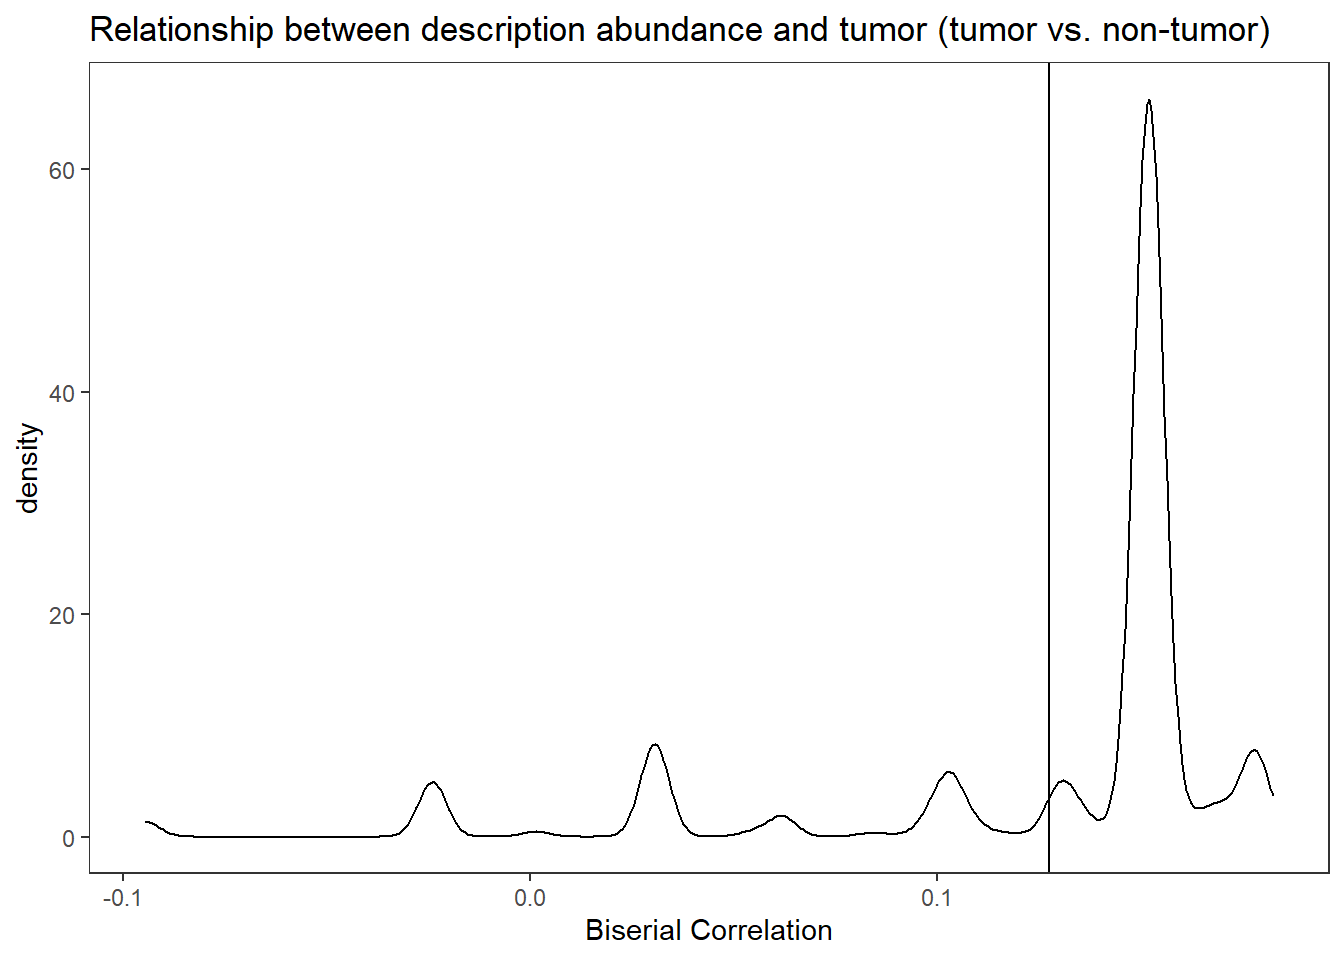 Relationship between description abundance and tumor (tumor vs. non-tumor)
60
40
20
0
density
-0.1
0.0
0.1
Biserial Correlation